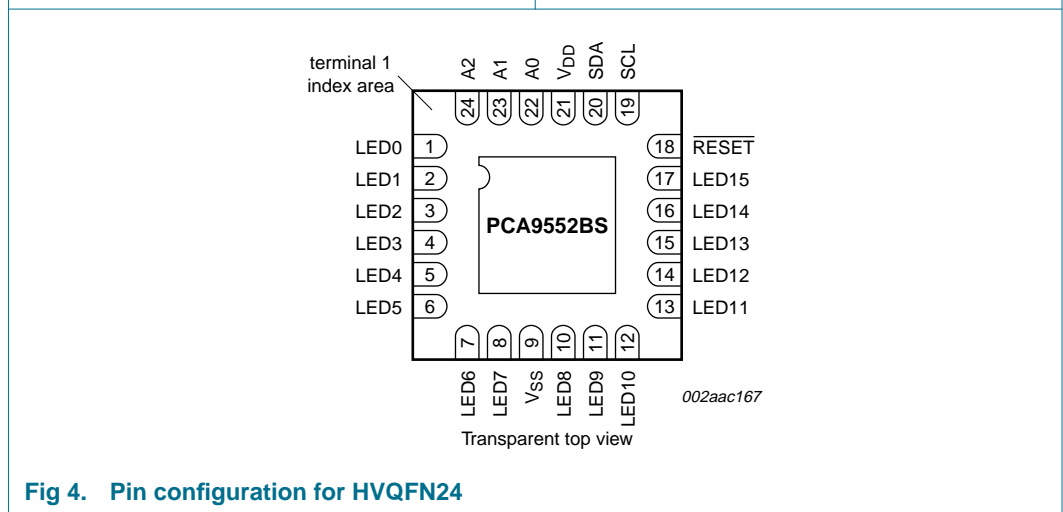 terminal 1
index area
A2
A1
A0
VDD
SDA
SCL
24
23
22
21
20
19
LED0 1
LED1 2
LED2 3
LED3 4
LED4 5
LED5 6
18 RESET
17 LED15
16 LED14
15 LED13
14 LED12
13 LED11
PCA9552BS
7
8
9
10
11
12
LED6
LED7
VSS
LED8
LED9
LED10
002aac167
Transparent top view
Fig 4. Pin configuration for HVQFN24